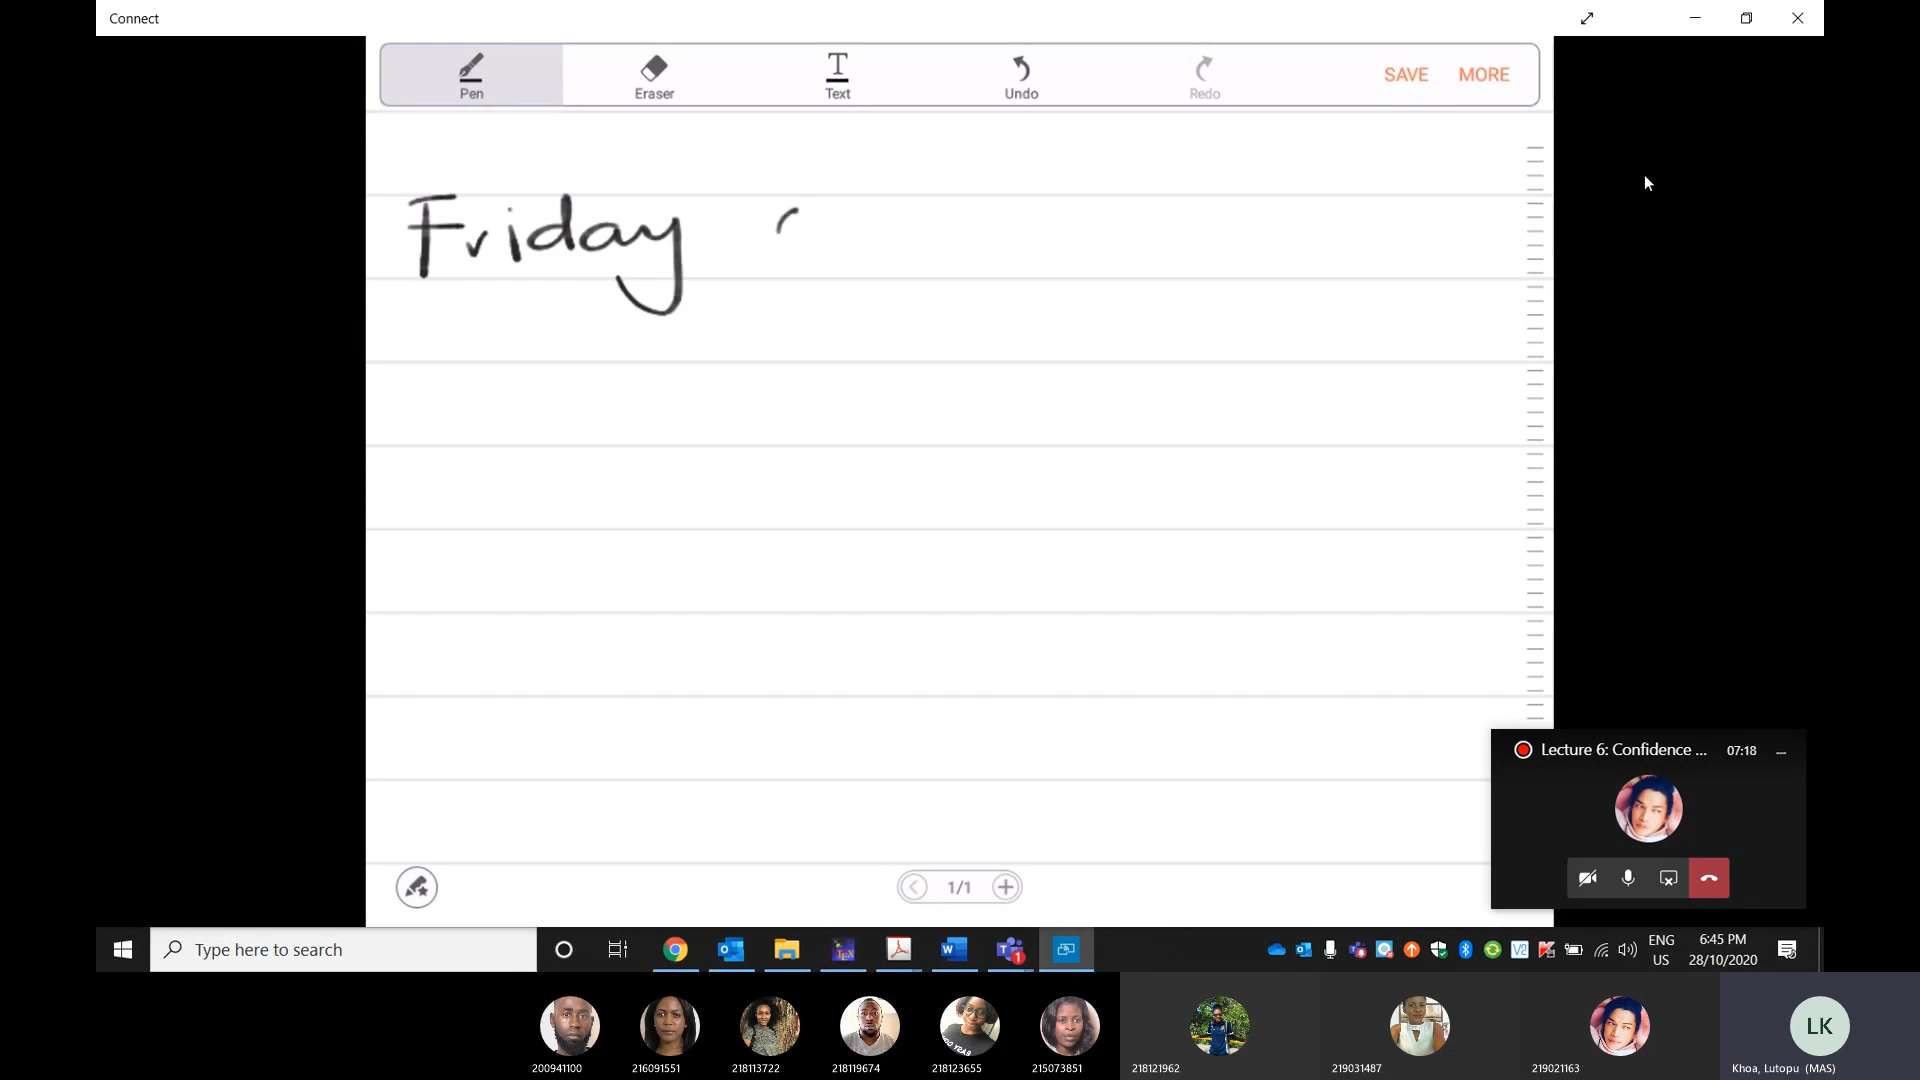 Connect
Pen
Eraser
Text
Undo
Redo
SAVE
MORE
Friday
Lecture 6: Confidence ...
07:18
1/1
Type here to search
1
ENG
US
6:45 PM
28/10/2020
LK
200941100
216091551
218113722
218119674
218123655
215073851
218121962
219031487
219021163
Khoa, Lutopu (MAS)